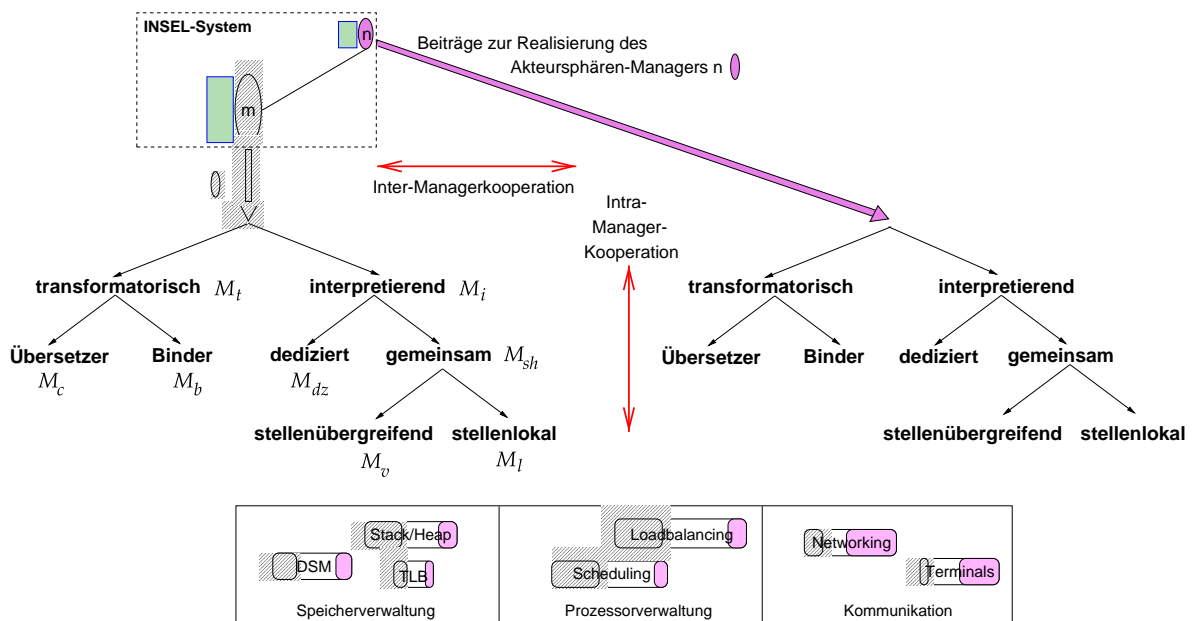 INSEL-System
n
Beiträge zur Realisierung des
Akteursphären-Managers n
m
Inter-Managerkooperation
Intra-
Manager-
Kooperation
transformatorisch M_t
interpretierend M_i
transformatorisch
interpretierend
Übersetzer
Binder
dediziert
gemeinsam M_sh
Übersetzer
Binder
dediziert
gemeinsam
M_c
M_b
M_dz
stellenübergreifend
stellenlokal
stellenübergreifend
stellenlokal
M_v
M_l
Stack/Heap
DSM
TLB
Speicherverwaltung
Loadbalancing
Scheduling
Prozessorverwaltung
Networking
Terminals
Kommunikation